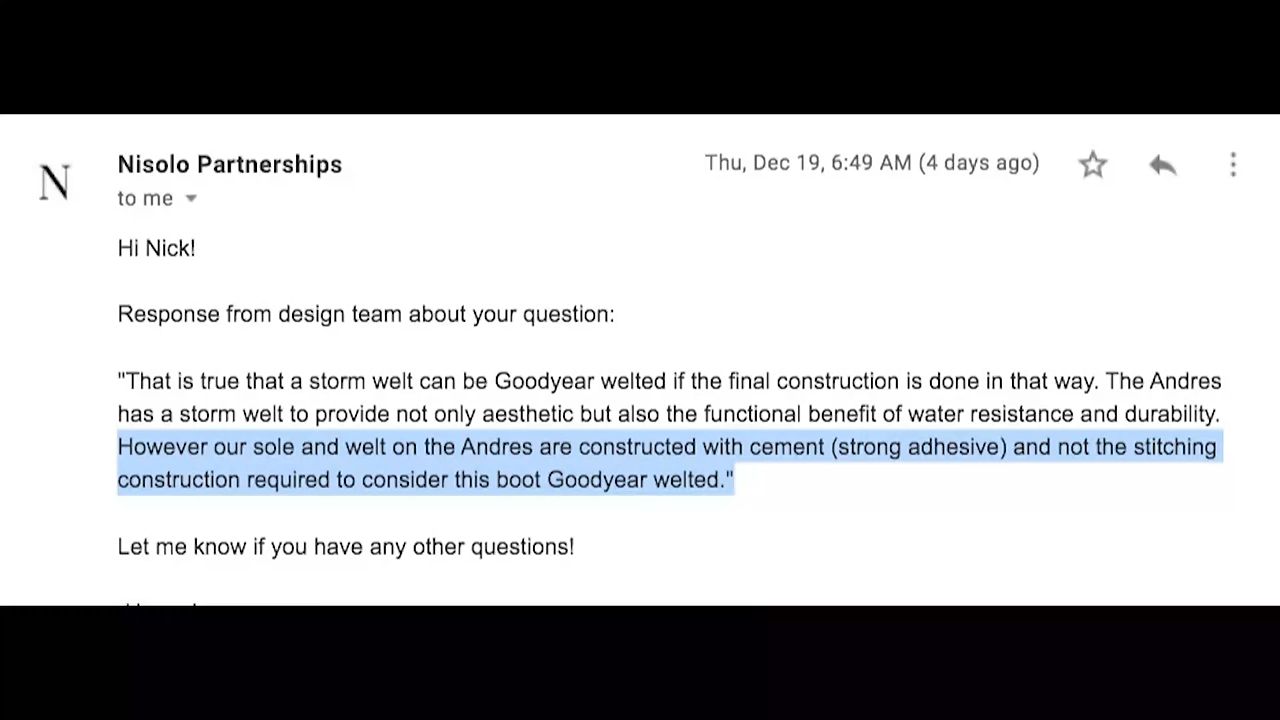 N
Nisolo Partnerships
Thu, Dec 19, 6:49 AM (4 days ago)
to me
Hi Nick!
Response from design team about your question:
"That is true that a storm welt can be Goodyear welted if the final construction is done in that way. The Andres
has a storm welt to provide not only aesthetic but also the functional benefit of water resistance and durability.
However our sole and welt on the Andres are constructed with cement (strong adhesive) and not the stitching
construction required to consider this boot Goodyear welted."
Let me know if you have any other questions!